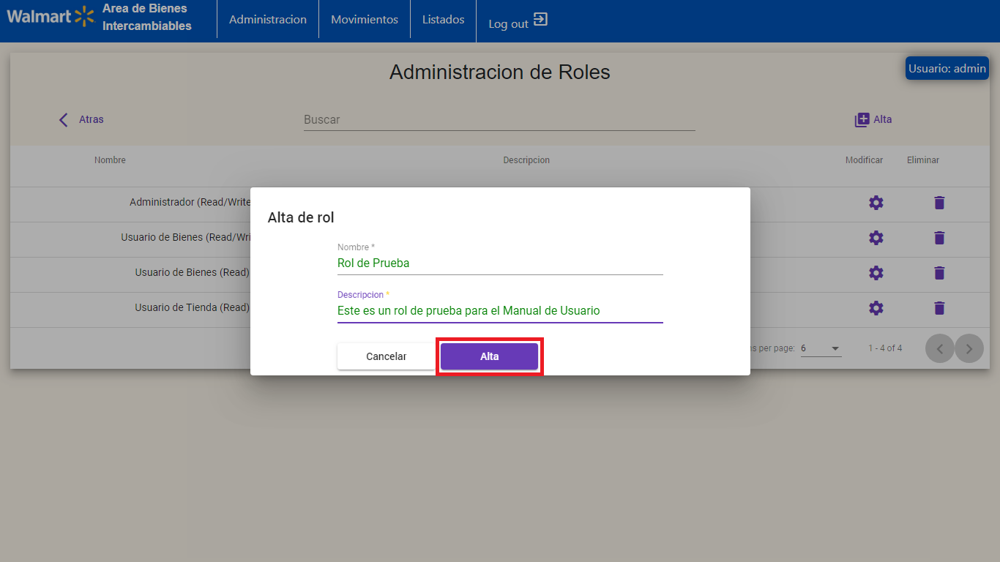 Walmart
Area de Bienes
Intercambiables
Administracion
Movimientos
Listados
Log out
Administracion de Roles
Usuario: admin
Atras
Buscar
Alta
Nombre
Descripcion
Modificar
Eliminar
Administrador (Read/Write
Usuario de Bienes (Read/Wri
Usuario de Bienes (Read)
Usuario de Tienda (Read)
Alta de rol
Nombre *
Rol de Prueba
Descripcion *
Este es un rol de prueba para el Manual de Usuario
Cancelar
Alta
per page: 6
1 - 4 of 4